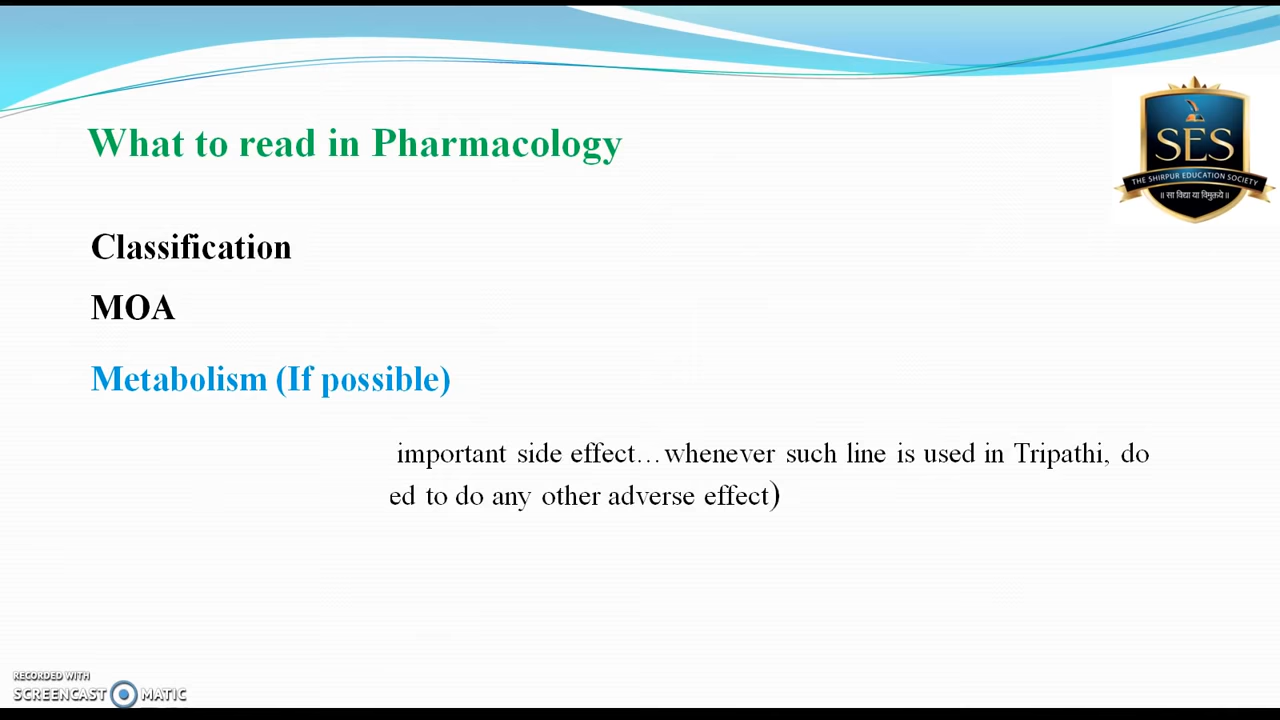 What to read in Pharmacology
SES
THE SHIRPUR EDUCATION SOCIETY
॥ सा विद्या या विमुक्तये ॥
Classification
MOA
Metabolism (If possible)
important side effect…whenever such line is used in Tripathi, do
ed to do any other adverse effect)
RECORDED WITH
SCREENCAST MATIC